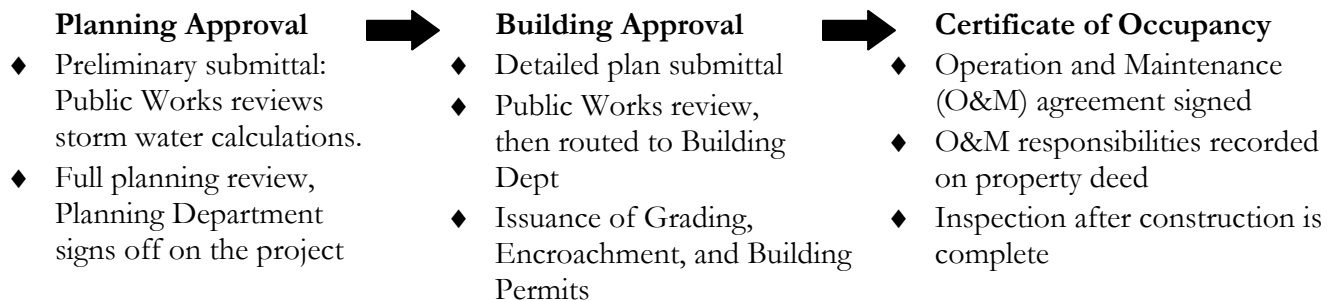 Planning Approval
♦ Preliminary submittal:
Public Works reviews
storm water calculations.
♦ Full planning review,
Planning Department
signs off on the project
Building Approval
♦ Detailed plan submittal
♦ Public Works review,
then routed to Building
Dept
♦ Issuance of Grading,
Encroachment, and Building
Permits
Certificate of Occupancy
♦ Operation and Maintenance
(O&M) agreement signed
♦ O&M responsibilities recorded
on property deed
♦ Inspection after construction is
complete